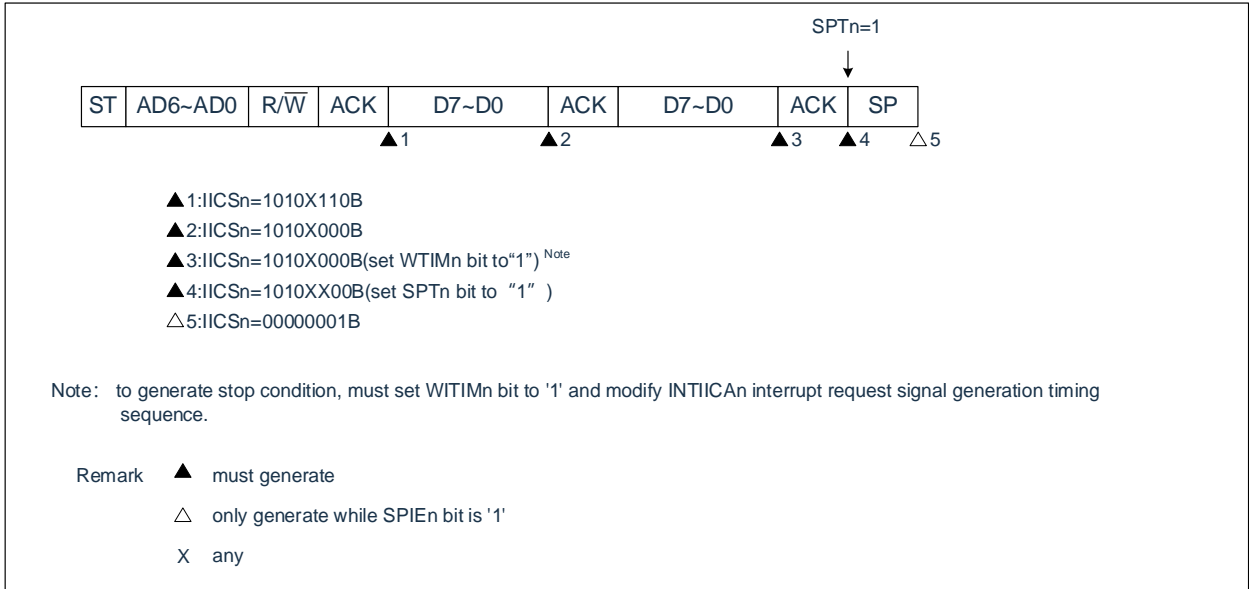 SPTn=1
ST AD6~AD0 R/W̅ ACK D7~D0 ACK D7~D0 ACK SP
▲1 ▲2 ▲3 ▲4 △5
▲1:IICSn=1010X110B
▲2:IICSn=1010X000B
▲3:IICSn=1010X000B(set WTIMn bit to“1”) Note
▲4:IICSn=1010XX00B(set SPTn bit to “1” )
△5:IICSn=00000001B
Note: to generate stop condition, must set WITIMn bit to '1' and modify INTIICAn interrupt request signal generation timing
sequence.
Remark ▲ must generate
△ only generate while SPIEn bit is '1'
X any